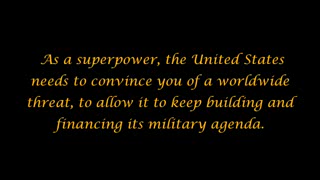 As a superpower, the United States
needs to convince you of a worldwide
threat, to allow it to keep building and
financing its military agenda.